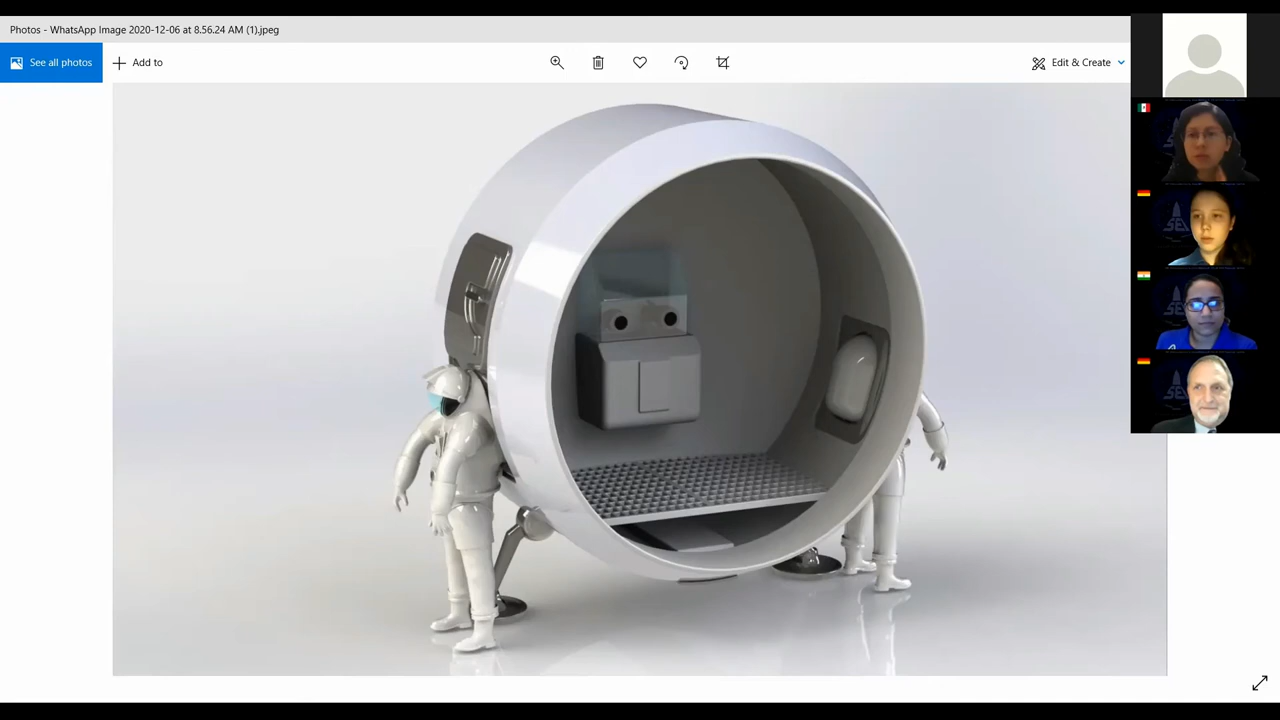 Photos - WhatsApp Image 2020-12-06 at 8.56.24 AM (1).jpeg
See all photos
Add to
Edit & Create